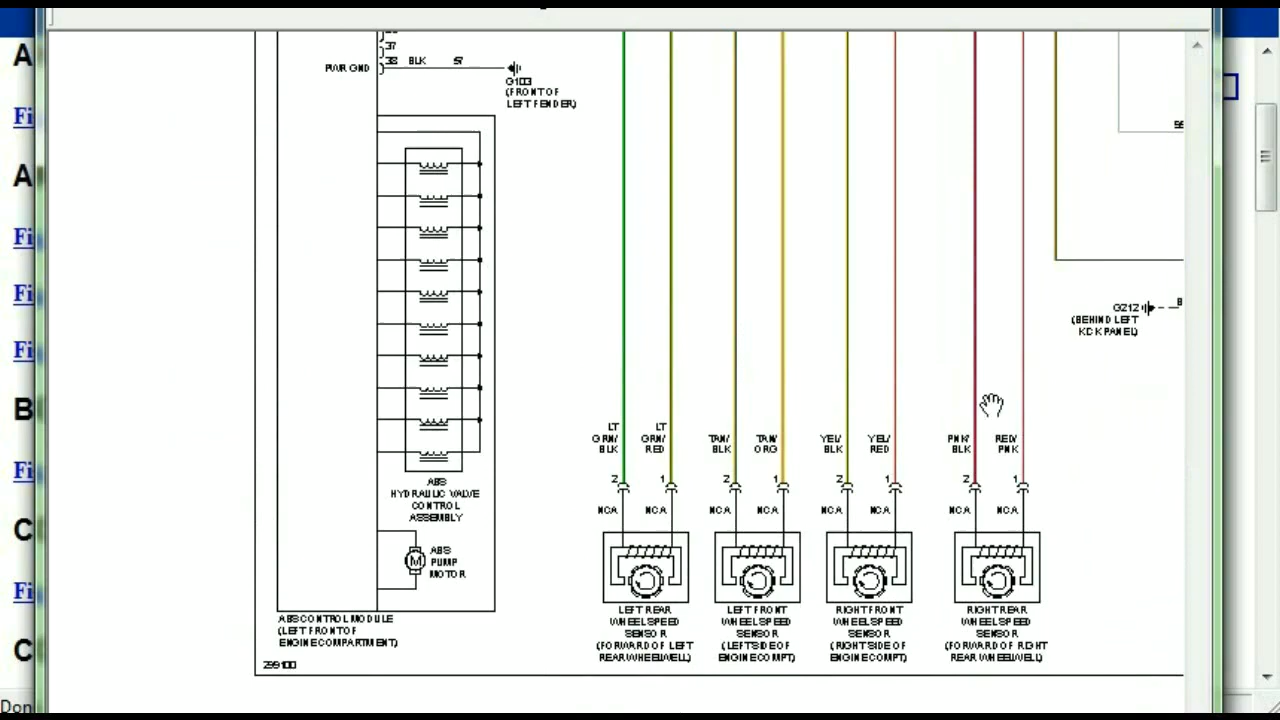 A
Fi
A
Fi
Fi
Fi
B
Fi
C
Fi
C
Don
37
PWR GND
38 BLK 57
G103
(FRONT OF
LEFT FENDER)
ABS
HYDRAULIC VALVE
CONTROL
ASSEMBLY
M
ABS
PUMP
MOTOR
ABS CONTROL MODULE
(LEFT FRONT OF
ENGINE COMPARTMENT)
299100
LT
GRN/
BLK
LT
GRN/
RED
TAN/
BLK
TAN/
ORG
YEL/
BLK
YEL/
RED
PNK/
BLK
RED/
PNK
2 1 2 1 2 1 2 1
NCA NCA NCA NCA NCA NCA NCA NCA
LEFT REAR
WHEEL SPEED
SENSOR
(FORWARD OF LEFT
REAR WHEELWELL)
LEFT FRONT
WHEEL SPEED
SENSOR
(LEFT SIDE OF
ENGINE COMPT)
RIGHT FRONT
WHEEL SPEED
SENSOR
(RIGHT SIDE OF
ENGINE COMPT)
RIGHT REAR
WHEEL SPEED
SENSOR
(FORWARD OF RIGHT
REAR WHEELWELL)
G212
(BEHIND LEFT
KICK PANEL)